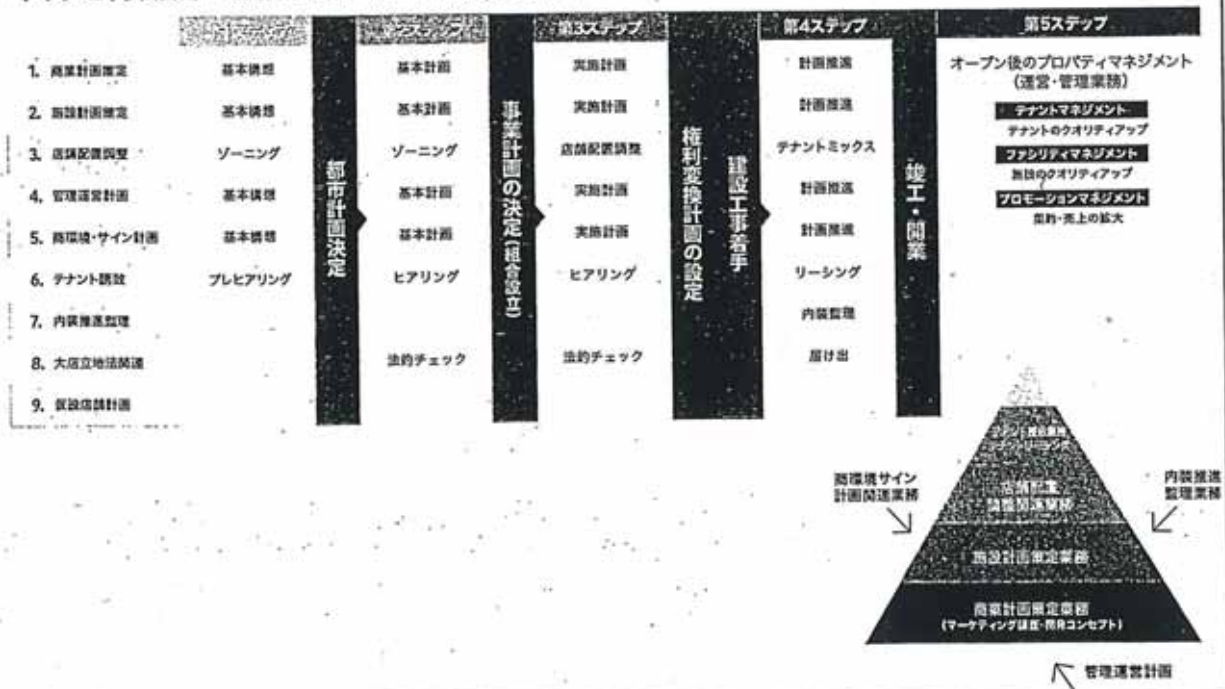 第3ステップ 第4ステップ 第5ステップ
1. 商業計画策定 基本構想 基本計画 実施計画 計画推進
2. 施設計画策定 基本構想 基本計画 実施計画 計画推進
3. 店舗配置調整 ゾーニング ゾーニング 店舗配置調整 テナントミックス
4. 管理運営計画 基本構想 基本計画 実施計画 計画推進
5. 商環境・サイン計画 基本構想 基本計画 実施計画 計画推進
6. テナント誘致 プレヒアリング ヒアリング ヒアリング リーシング
7. 内装推進監理 内装監理
8. 大店立地法関連 法的チェック 法的チェック 届け出
9. 仮設店舗計画
都市計画決定
事業計画の決定(組合設立)
権利変換計画の設定
建設工事着手
竣工・開業
オープン後のプロパティマネジメント
(運営・管理業務)
テナントマネジメント
テナントのクオリティアップ
ファシリティマネジメント
施設のクオリティアップ
プロモーションマネジメント
集約・売上の拡大
商環境サイン
計画関連業務
内装推進
監理業務
施設計画策定業務
商業計画策定業務
(マーケティング調査・開発コンセプト)
管理運営計画